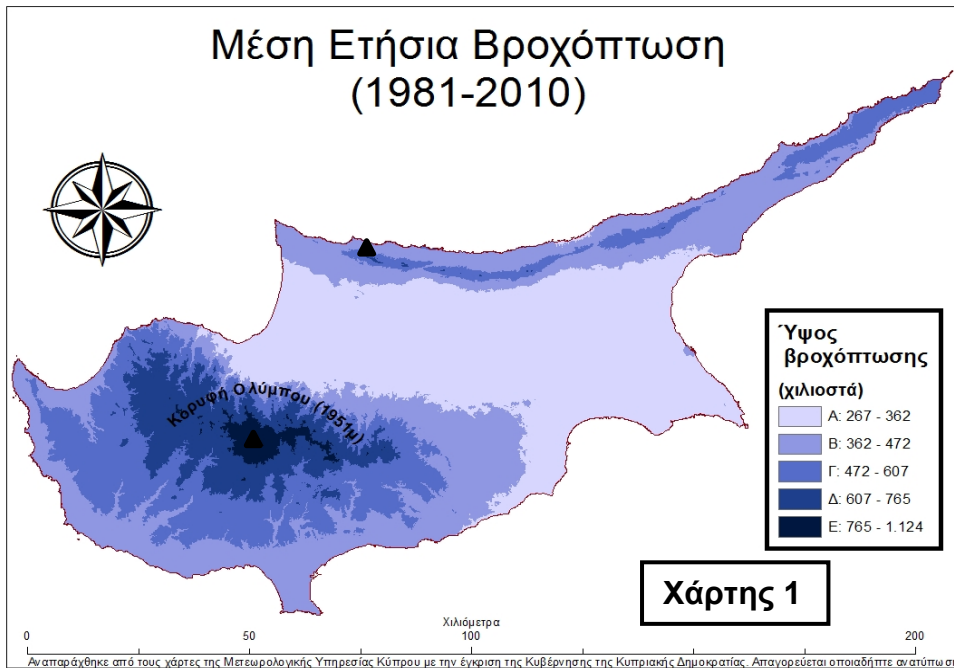 Μέση Ετήσια Βροχόπτωση
(1981-2010)
Κορυφή Ολύμπου (1951μ)
Ύψος
βροχόπτωσης
(χιλιοστά)
Α: 267 - 362
Β: 362 - 472
Γ: 472 - 607
Δ: 607 - 765
Ε: 765 - 1.124
Χάρτης 1
Χιλιόμετρα
0 50 100 200
Αναπαράχθηκε από τους χάρτες της Μετεωρολογικής Υπηρεσίας Κύπρου με την έγκριση της Κυβέρνησης της Κυπριακής Δημοκρατίας. Απαγορεύεται οποιαδήπτε ανατύπωσ